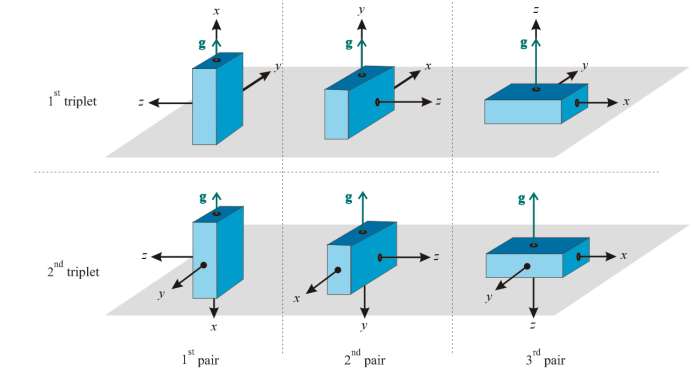 x y z
g g g
y x y
1st triplet z z x
g g g
2nd triplet z z x
y x y
x y z
1st pair 2nd pair 3rd pair